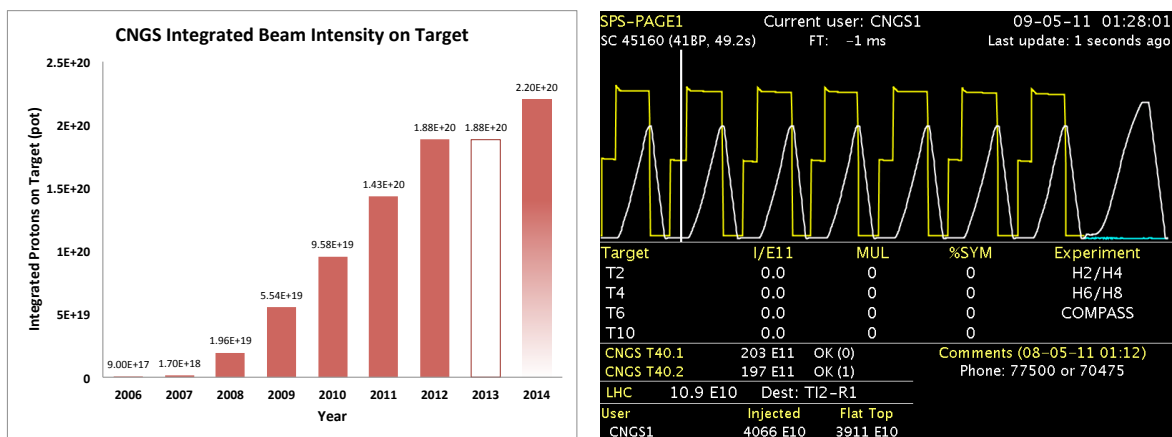 CNGS Integrated Beam Intensity on Target
Integrated Protons on Target (pot)
2.5E+20
2E+20
1.5E+20
1E+20
5E+19
0
9.00E+17
1.70E+18
1.96E+19
5.54E+19
9.58E+19
1.43E+20
1.88E+20
1.88E+20
2.20E+20
2006 2007 2008 2009 2010 2011 2012 2013 2014
Year
SPS-PAGE1 Current user: CNGS1 09-05-11 01:28:01
SC 45160 (41BP, 49.2s) FT: -1 ms Last update: 1 seconds ago
Target I/E11 MUL %SYM Experiment
T2 0.0 0 0 H2/H4
T4 0.0 0 0 H6/H8
T6 0.0 0 0 COMPASS
T10 0.0 0 0
CNGS T40.1 203 E11 OK (0) Comments (08-05-11 01:12)
CNGS T40.2 197 E11 OK (1) Phone: 77500 or 70475
LHC 10.9 E10 Dest: TI2-R1
User Injected Flat Top
CNGS1 4066 E10 3911 E10